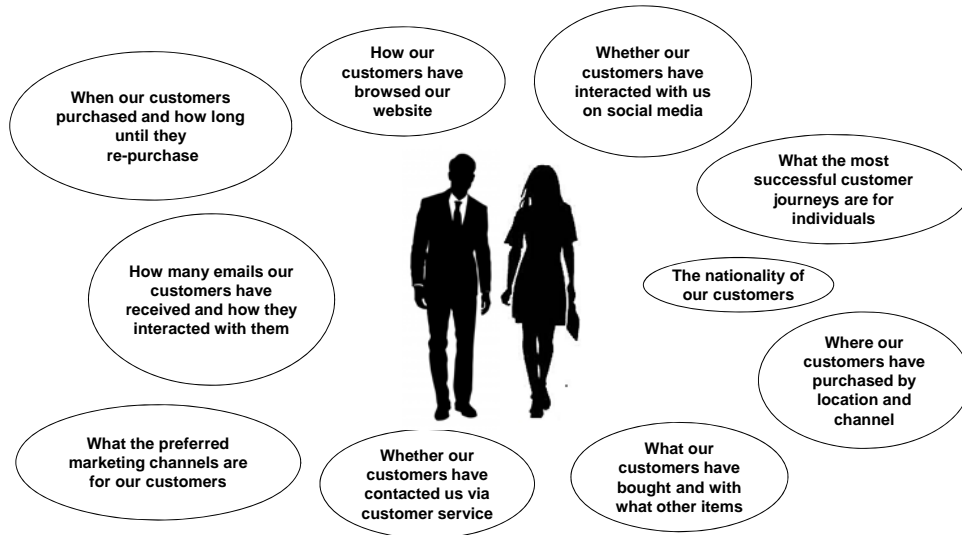 How our
customers have
browsed our
website
Whether our
customers have
interacted with us
on social media
When our customers
purchased and how long
until they
re-purchase
What the most
successful customer
journeys are for
individuals
How many emails our
customers have
received and how they
interacted with them
The nationality of
our customers
Where our
customers have
purchased by
location and
channel
What the preferred
marketing channels are
for our customers
Whether our
customers have
contacted us via
customer service
What our
customers have
bought and with
what other items